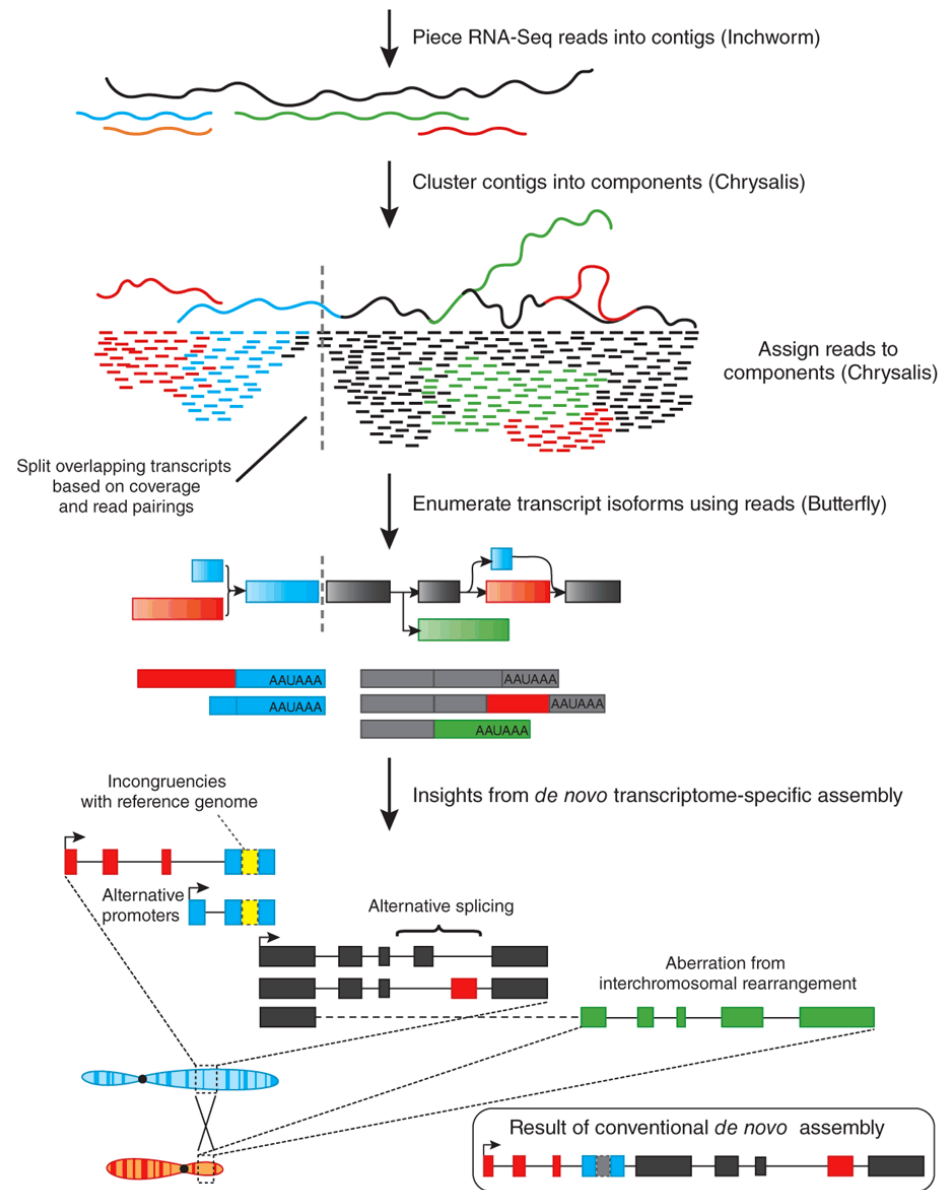 Piece RNA-Seq reads into contigs (Inchworm)
Cluster contigs into components (Chrysalis)
Assign reads to
components (Chrysalis)
Split overlapping transcripts
based on coverage
and read pairings
Enumerate transcript isoforms using reads (Butterfly)
AAUAAA
AAUAAA
AAUAAA
AAUAAA
AAUAAA
Insights from de novo transcriptome-specific assembly
Incongruencies
with reference genome
Alternative
promoters
Alternative splicing
Aberration from
interchromosomal rearrangement
Result of conventional de novo assembly